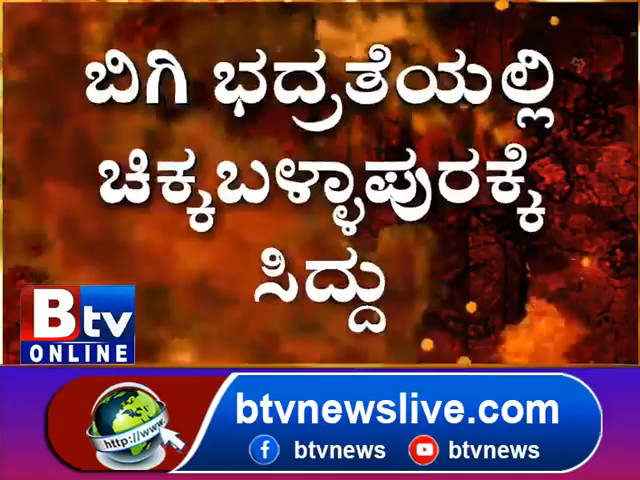 ಬಿಗಿ ಭದ್ರತೆಯಲ್ಲಿ
ಚಿಕ್ಕಬಳ್ಳಾಪುರಕ್ಕೆ
ಸಿದ್ದು
Btv
ONLINE
http://www.
btvnewslive.com
btvnews btvnews